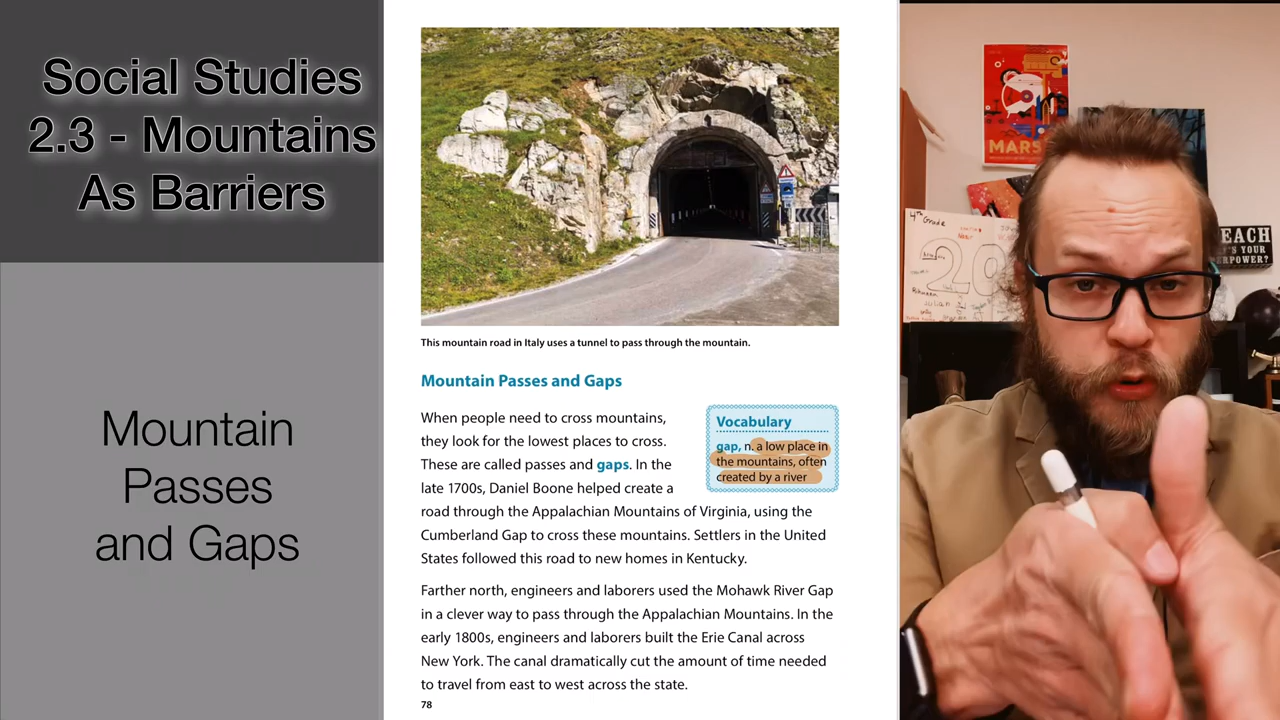 Social Studies
2.3 - Mountains
As Barriers
Mountain
Passes
and Gaps
This mountain road in Italy uses a tunnel to pass through the mountain.
Mountain Passes and Gaps
When people need to cross mountains,
they look for the lowest places to cross.
These are called passes and gaps. In the
late 1700s, Daniel Boone helped create a
road through the Appalachian Mountains of Virginia, using the
Cumberland Gap to cross these mountains. Settlers in the United
States followed this road to new homes in Kentucky.
Vocabulary
gap, n. a low place in
the mountains, often
created by a river
Farther north, engineers and laborers used the Mohawk River Gap
in a clever way to pass through the Appalachian Mountains. In the
early 1800s, engineers and laborers built the Erie Canal across
New York. The canal dramatically cut the amount of time needed
to travel from east to west across the state.
78
MARS
4th Grade
20
EACH